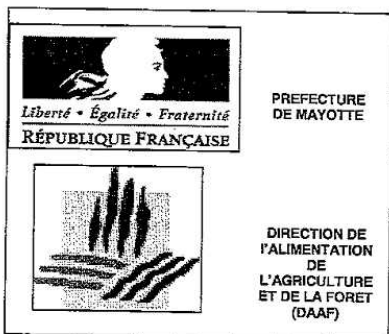 Liberté • Égalité • Fraternité
RÉPUBLIQUE FRANÇAISE
PREFECTURE
DE MAYOTTE
DIRECTION DE
l'ALIMENTATION
DE
L'AGRICULTURE
ET DE LA FORET
(DAAF)